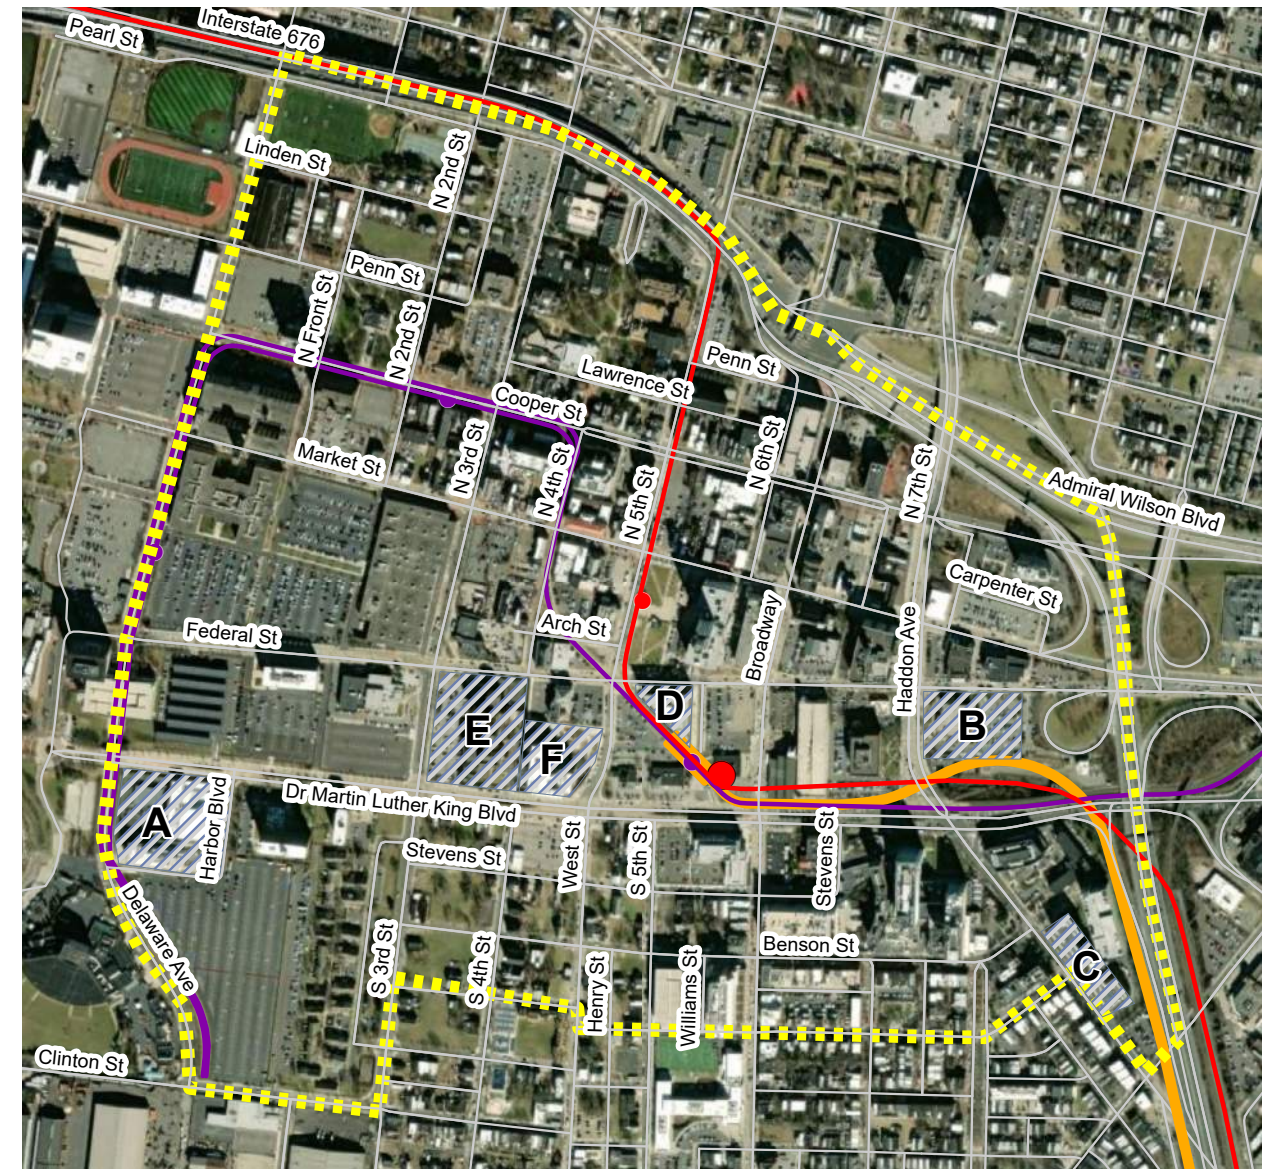 Interstate 676
Pearl St
Linden St
N 2nd St
Penn St
N Front St
N 2nd St
Penn St
Lawrence St
Cooper St
Market St
N 3rd St
N 4th St
N 5th St
N 6th St
N 7th St
Admiral Wilson Blvd
Carpenter St
Federal St
Arch St
Broadway
Haddon Ave
D
E
F
B
A
Harbor Blvd
Dr Martin Luther King Blvd
Stevens St
West St
S 5th St
Stevens St
Delaware Ave
S 3rd St
S 4th St
Henry St
Williams St
Benson St
C
Clinton St